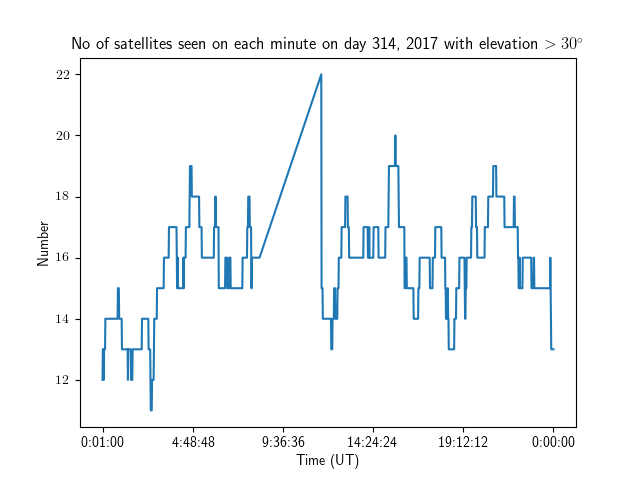 No of satellites seen on each minute on day 314, 2017 with elevation > 30°
22
20
18
16
14
12
Number
0:01:00 4:48:48 9:36:36 14:24:24 19:12:12 0:00:00
Time (UT)